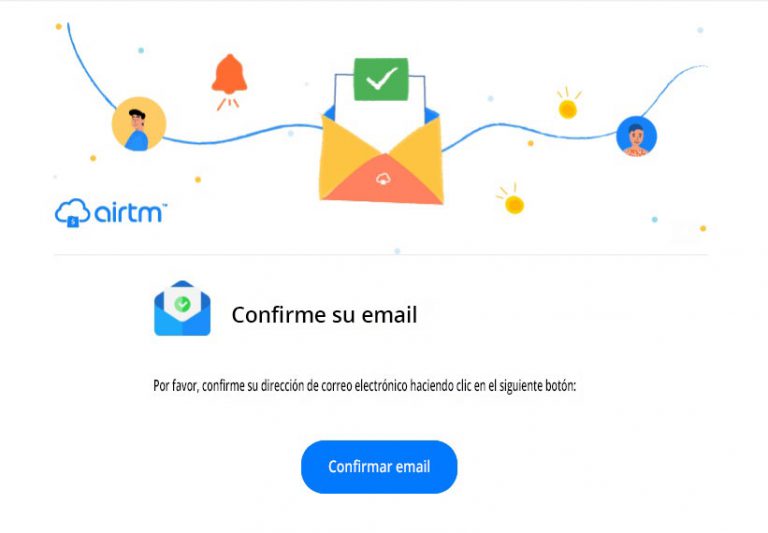 airtm™
Confirme su email
Por favor, confirme su dirección de correo electrónico haciendo clic en el siguiente botón:
Confirmar email